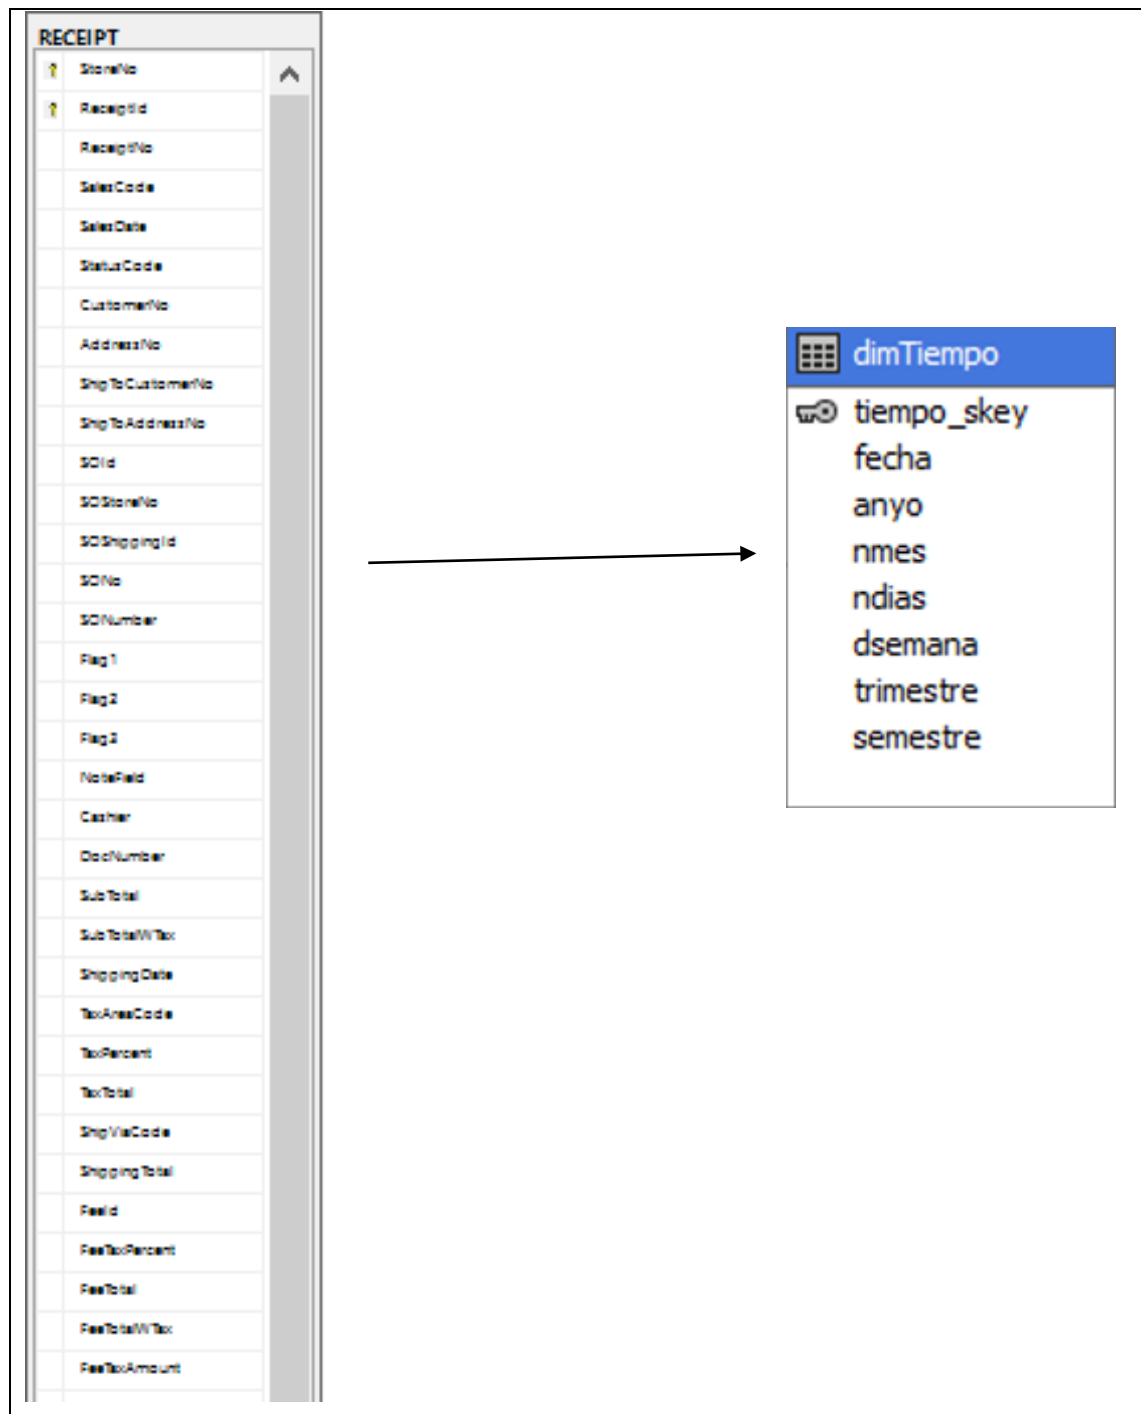 RECEIPT
StoreNo
ReceiptId
ReceiptNo
SalesCode
SalesDate
StatusCode
CustomerNo
AddressNo
ShipToCustomerNo
ShipToAddressNo
SOId
SOStoreNo
SOShippingId
SONo
SONumber
Flag1
Flag2
Flag3
NoteField
Cashier
DocNumber
SubTotal
SubTotalWTax
ShippingDate
TaxAreaCode
TaxPercent
TaxTotal
ShipViaCode
ShippingTotal
FeeId
FeeTaxPercent
FeeTotal
FeeTotalWTax
FeeTaxAmount
dimTiempo
tiempo_skey
fecha
anyo
nmes
ndias
dsemana
trimestre
semestre